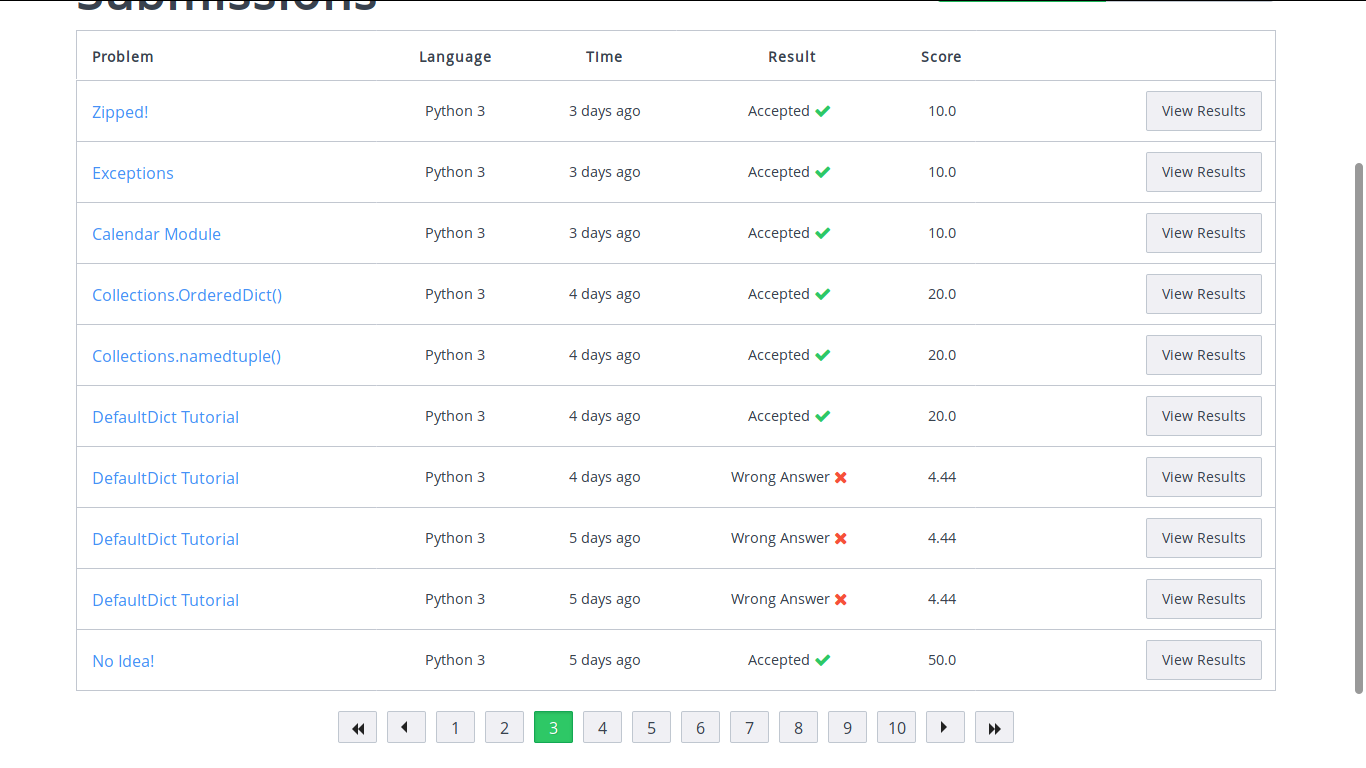 Submissions
Problem Language TIme Result Score
Zipped! Python 3 3 days ago Accepted 10.0 View Results
Exceptions Python 3 3 days ago Accepted 10.0 View Results
Calendar Module Python 3 3 days ago Accepted 10.0 View Results
Collections.OrderedDict() Python 3 4 days ago Accepted 20.0 View Results
Collections.namedtuple() Python 3 4 days ago Accepted 20.0 View Results
DefaultDict Tutorial Python 3 4 days ago Accepted 20.0 View Results
DefaultDict Tutorial Python 3 4 days ago Wrong Answer 4.44 View Results
DefaultDict Tutorial Python 3 5 days ago Wrong Answer 4.44 View Results
DefaultDict Tutorial Python 3 5 days ago Wrong Answer 4.44 View Results
No Idea! Python 3 5 days ago Accepted 50.0 View Results
1 2 3 4 5 6 7 8 9 10